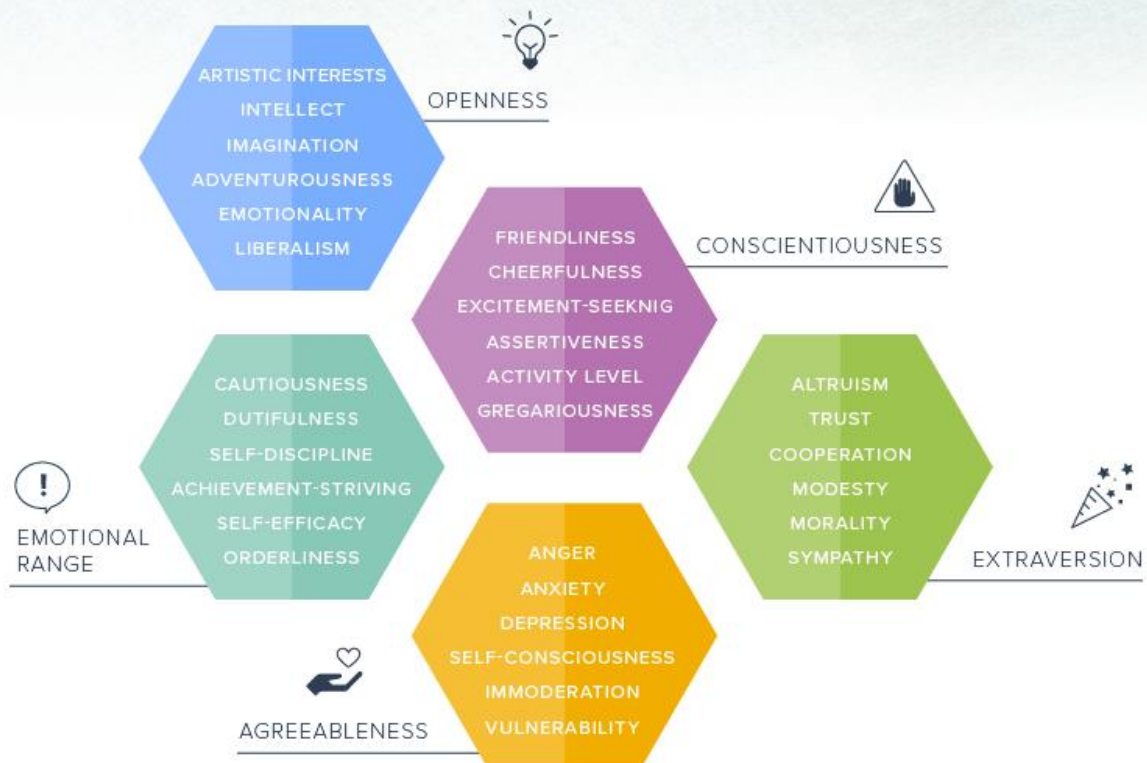 ARTISTIC INTERESTS
INTELLECT
IMAGINATION
ADVENTUROUSNESS
EMOTIONALITY
LIBERALISM
OPENNESS
FRIENDLINESS
CHEERFULNESS
EXCITEMENT-SEEKNIG
ASSERTIVENESS
ACTIVITY LEVEL
GREGARIOUSNESS
CONSCIENTIOUSNESS
CAUTIOUSNESS
DUTIFULNESS
SELF-DISCIPLINE
ACHIEVEMENT-STRIVING
SELF-EFFICACY
ORDERLINESS
!
EMOTIONAL
RANGE
ALTRUISM
TRUST
COOPERATION
MODESTY
MORALITY
SYMPATHY
EXTRAVERSION
ANGER
ANXIETY
DEPRESSION
SELF-CONSCIOUSNESS
IMMODERATION
VULNERABILITY
AGREEABLENESS